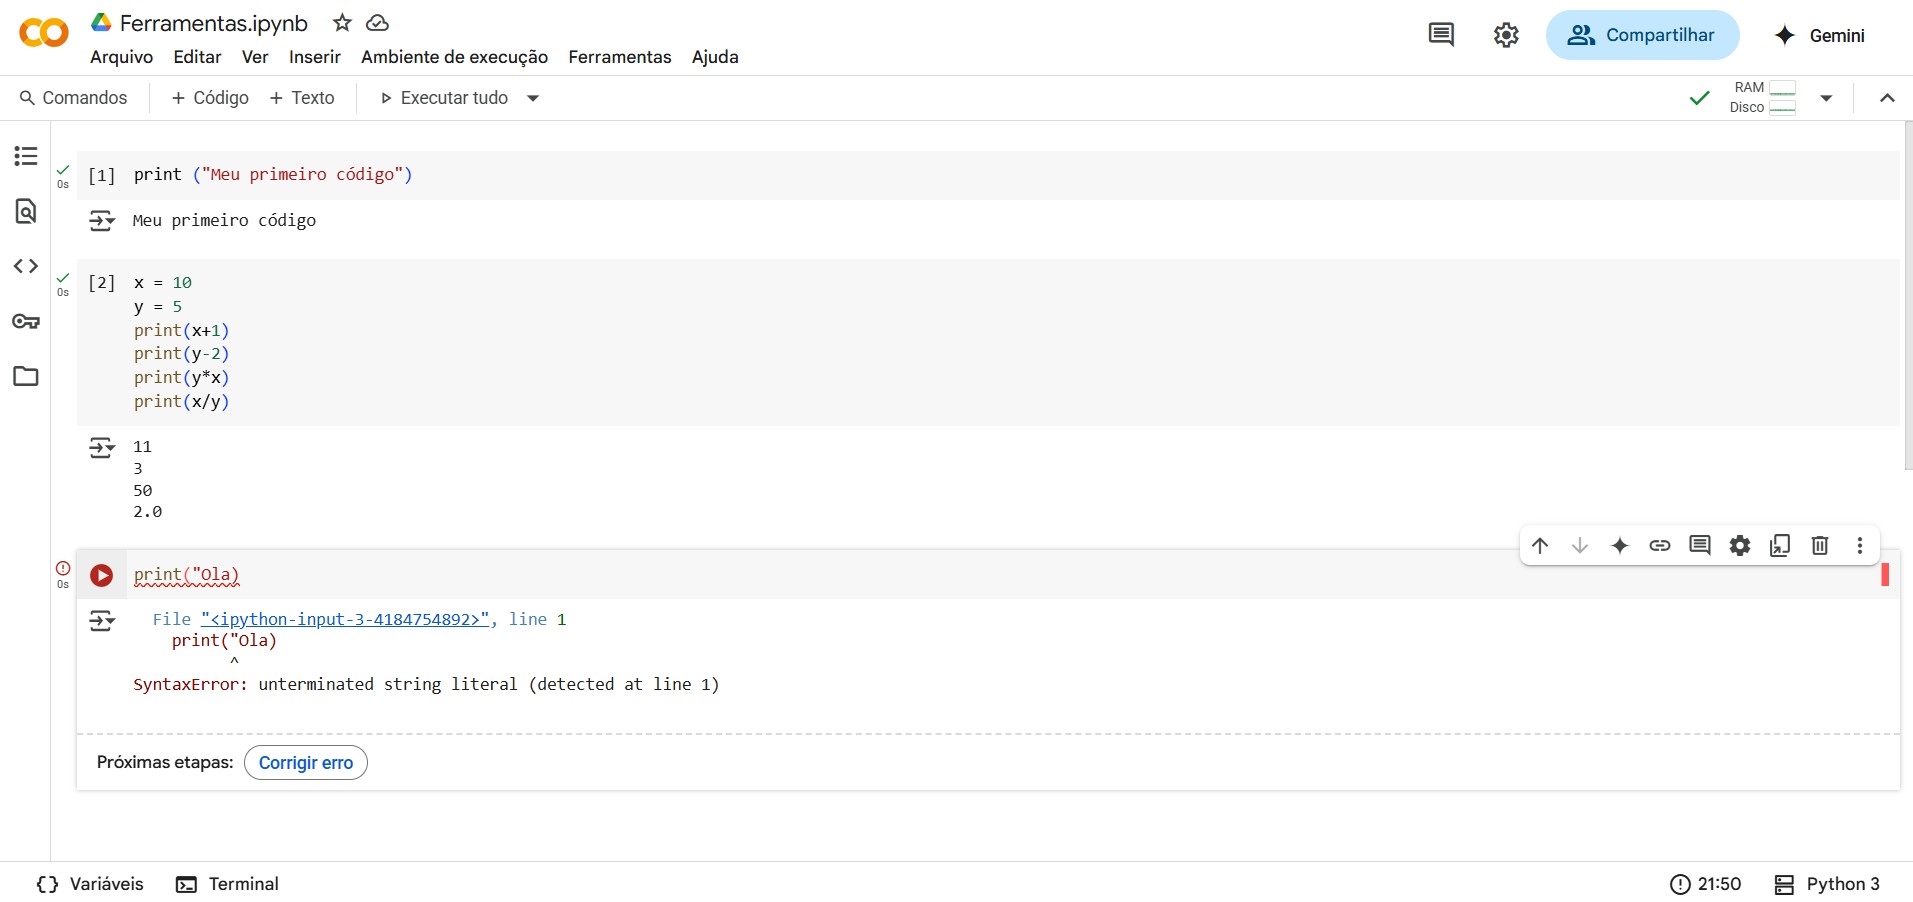 Ferramentas.ipynb
Arquivo Editar Ver Inserir Ambiente de execução Ferramentas Ajuda
Compartilhar
Gemini
Comandos + Código + Texto Executar tudo
RAM
Disco
0s
[1] print ("Meu primeiro código")
Meu primeiro código
0s
[2] x = 10
y = 5
print(x+1)
print(y-2)
print(y*x)
print(x/y)
11
3
50
2.0
0s
print("Ola)
File "<ipython-input-3-4184754892>", line 1
print("Ola)
^
SyntaxError: unterminated string literal (detected at line 1)
Próximas etapas: Corrigir erro
Variáveis Terminal 21:50 Python 3